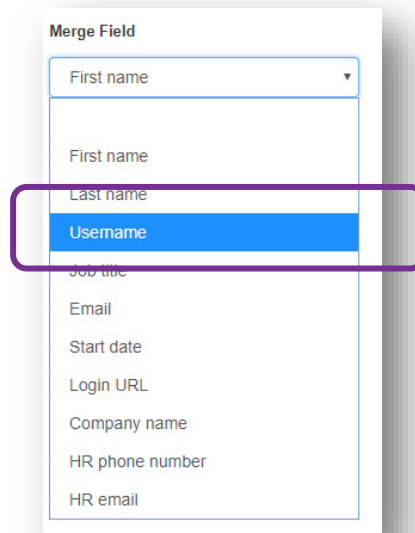 Merge Field
First name
First name
Last name
Username
Job title
Email
Start date
Login URL
Company name
HR phone number
HR email